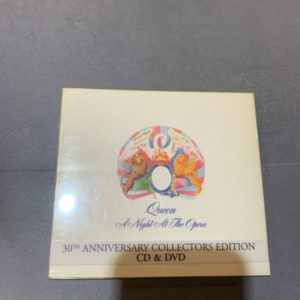 Queen
A Night At The Opera
30TH ANNIVERSARY COLLECTORS EDITION
CD & DVD